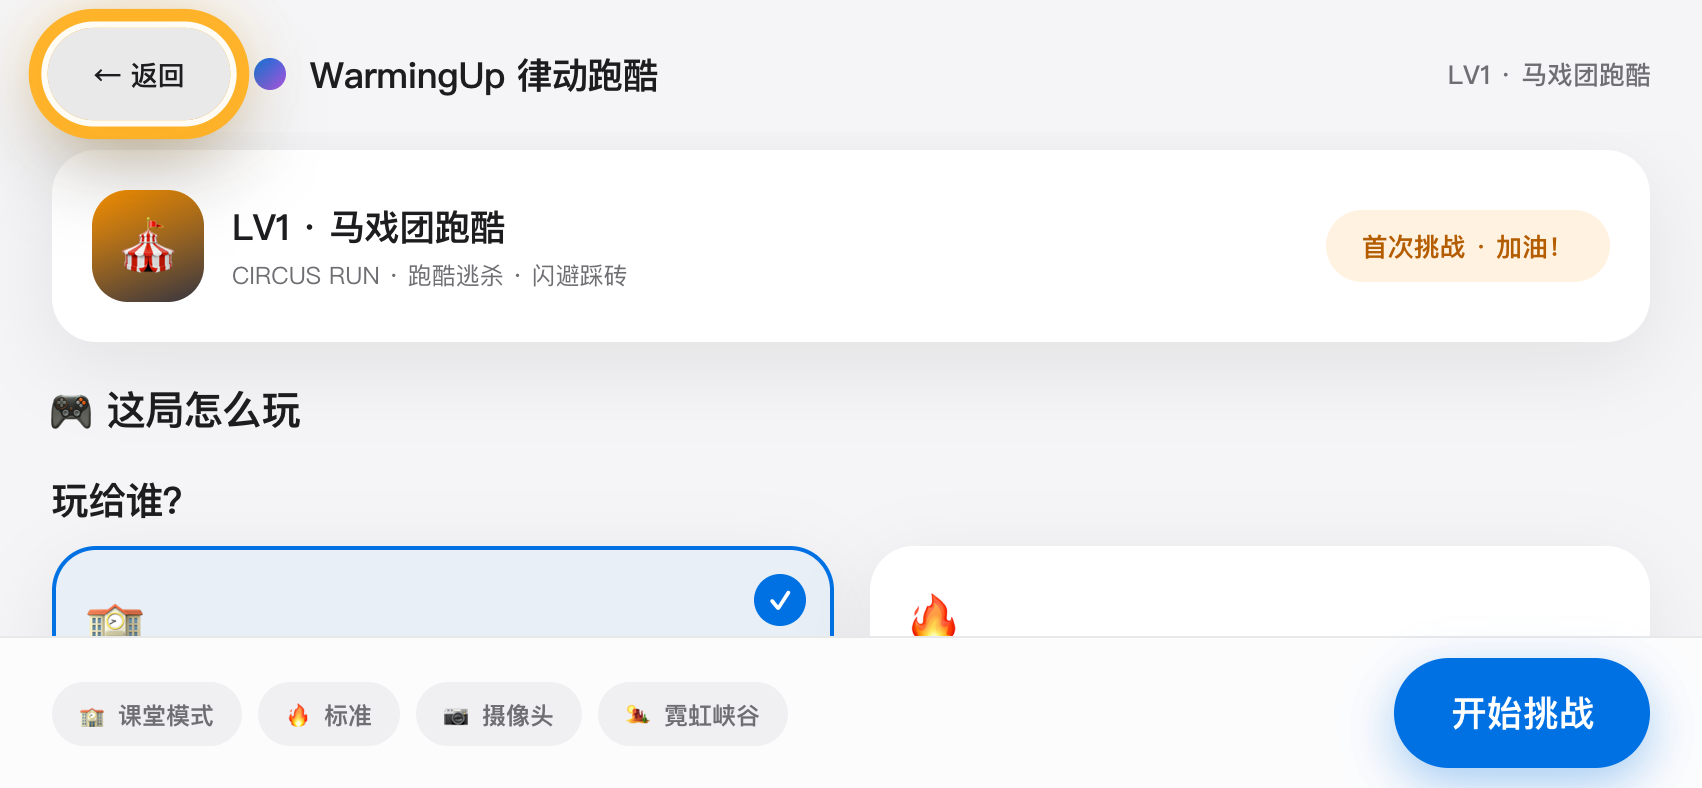 ← 返回
WarmingUp 律动跑酷
LV1 · 马戏团跑酷
LV1 · 马戏团跑酷
CIRCUS RUN · 跑酷逃杀 · 闪避踩砖
首次挑战 · 加油！
这局怎么玩
玩给谁？
课堂模式
标准
摄像头
霓虹峡谷
开始挑战